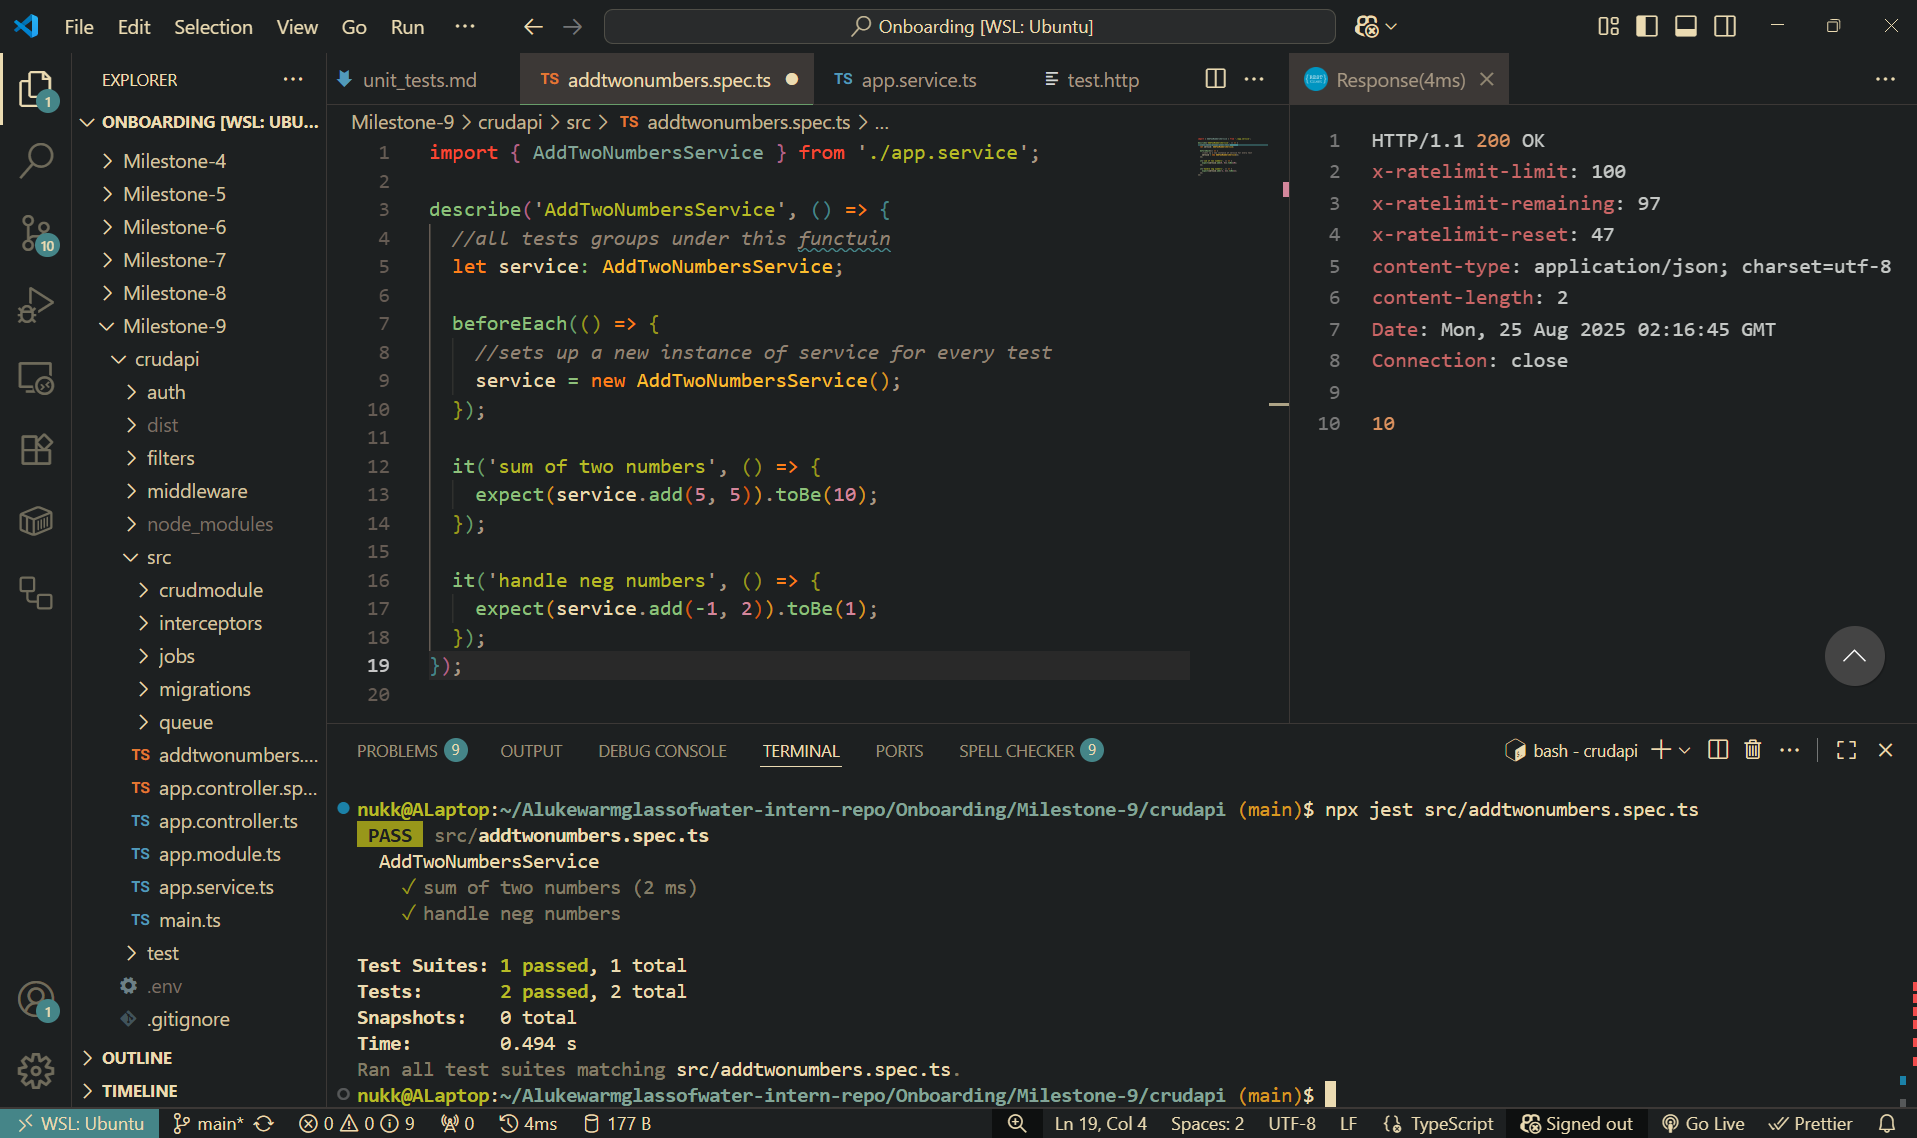 File Edit Selection View Go Run ··· Onboarding [WSL: Ubuntu]
EXPLORER ···
ONBOARDING [WSL: UBU...
Milestone-4
Milestone-5
Milestone-6
Milestone-7
Milestone-8
Milestone-9
crudapi
auth
dist
filters
middleware
node_modules
src
crudmodule
interceptors
jobs
migrations
queue
TS addtwonumbers....
TS app.controller.sp...
TS app.controller.ts
TS app.module.ts
TS app.service.ts
TS main.ts
test
.env
.gitignore
OUTLINE
TIMELINE
1
10
1
unit_tests.md TS addtwonumbers.spec.ts TS app.service.ts test.http ···
Milestone-9 > crudapi > src > TS addtwonumbers.spec.ts > ...
1 import { AddTwoNumbersService } from './app.service';
2
3 describe('AddTwoNumbersService', () => {
4 //all tests groups under this functuin
5 let service: AddTwoNumbersService;
6
7 beforeEach(() => {
8 //sets up a new instance of service for every test
9 service = new AddTwoNumbersService();
10 });
11
12 it('sum of two numbers', () => {
13 expect(service.add(5, 5)).toBe(10);
14 });
15
16 it('handle neg numbers', () => {
17 expect(service.add(-1, 2)).toBe(1);
18 });
19 });
20
Response(4ms) ···
1 HTTP/1.1 200 OK
2 x-ratelimit-limit: 100
3 x-ratelimit-remaining: 97
4 x-ratelimit-reset: 47
5 content-type: application/json; charset=utf-8
6 content-length: 2
7 Date: Mon, 25 Aug 2025 02:16:45 GMT
8 Connection: close
9
10 10
PROBLEMS 9 OUTPUT DEBUG CONSOLE TERMINAL PORTS SPELL CHECKER 9 bash - crudapi ···
nukk@ALaptop:~/Alukewarmglassofwater-intern-repo/Onboarding/Milestone-9/crudapi (main)$ npx jest src/addtwonumbers.spec.ts
PASS src/addtwonumbers.spec.ts
AddTwoNumbersService
✓ sum of two numbers (2 ms)
✓ handle neg numbers
Test Suites: 1 passed, 1 total
Tests: 2 passed, 2 total
Snapshots: 0 total
Time: 0.494 s
Ran all test suites matching src/addtwonumbers.spec.ts.
nukk@ALaptop:~/Alukewarmglassofwater-intern-repo/Onboarding/Milestone-9/crudapi (main)$
WSL: Ubuntu main* 0 0 9 0 4ms 177 B Ln 19, Col 4 Spaces: 2 UTF-8 LF {} TypeScript Signed out Go Live Prettier